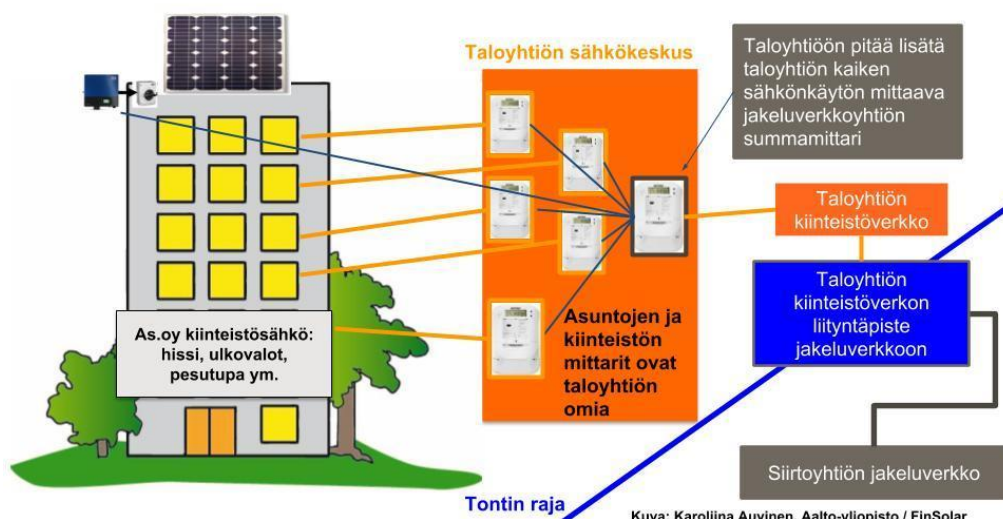 Taloyhtiön sähkökeskus
Taloyhtiöön pitää lisätä
taloyhtiön kaiken
sähkönkäytön mittaava
jakeluverkkoyhtiön
summamittari
Taloyhtiön
kiinteistöverkko
Taloyhtiön
kiinteistöverkon
liityntäpiste
jakeluverkkoon
As.oy kiinteistösähkö:
hissi, ulkovalot,
pesutupa ym.
Asuntojen ja
kiinteistön
mittarit ovat
taloyhtiön
omia
Siirtoyhtiön jakeluverkko
Tontin raja
Kuva: Karoliina Auvinen, Aalto-yliopisto / FinSolar